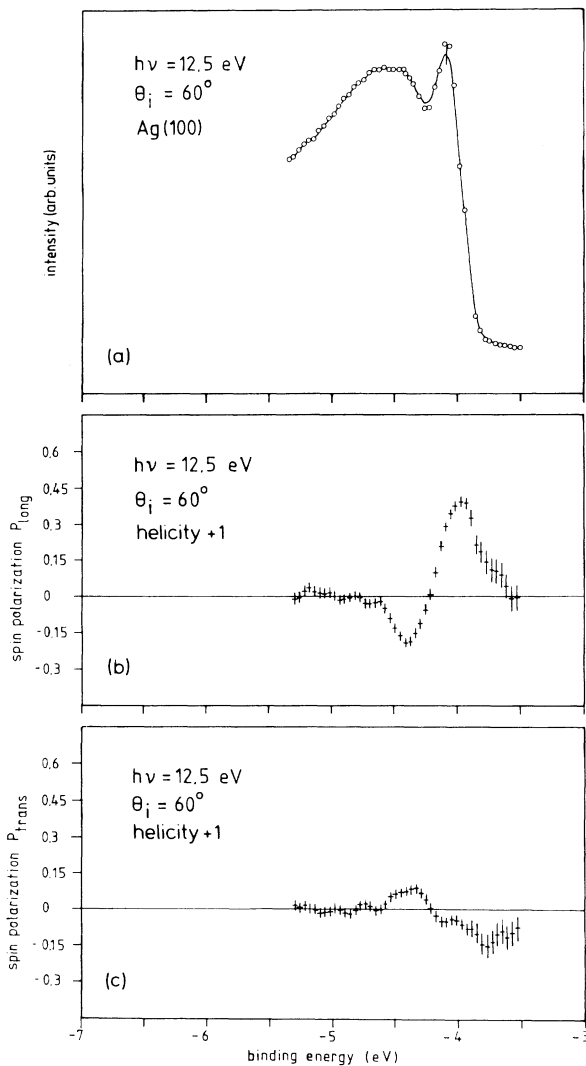 hν = 12.5 eV
θi = 60°
Ag(100)
intensity (arb.units)
(a)
0.6
0.45
0.30
0.15
0
-0.15
-0.3
spin polarization Plong
hν = 12.5 eV
θi = 60°
helicity +1
(b)
0.6
0.45
0.3
0.15
0
-0.15
-0.3
spin polarization Ptrans
hν = 12.5 eV
θi = 60°
helicity +1
(c)
-7
-6
-5
-4
-3
binding energy (eV)